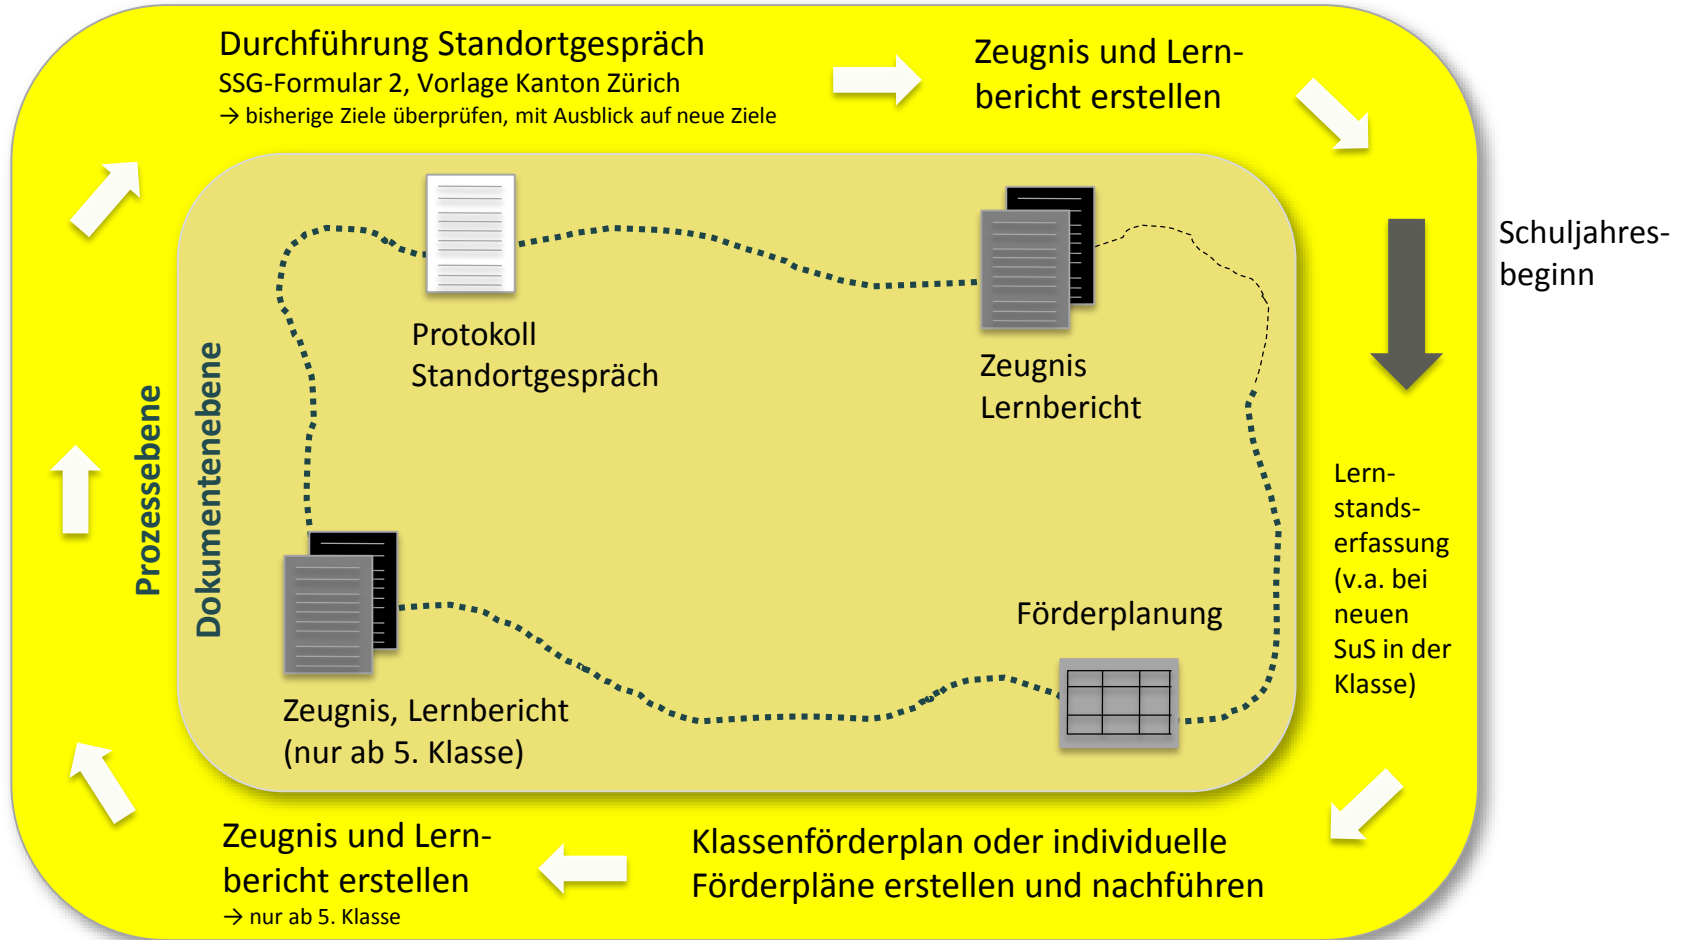 Durchführung Standortgespräch
SSG-Formular 2, Vorlage Kanton Zürich
→ bisherige Ziele überprüfen, mit Ausblick auf neue Ziele
Zeugnis und Lern-
bericht erstellen
Schuljahres-
beginn
Prozessebene
Dokumentenebene
Protokoll
Standortgespräch
Zeugnis
Lernbericht
Lern-
stands-
erfassung
(v.a. bei
neuen
SuS in der
Klasse)
Förderplanung
Zeugnis, Lernbericht
(nur ab 5. Klasse)
Zeugnis und Lern-
bericht erstellen
→ nur ab 5. Klasse
Klassenförderplan oder individuelle
Förderpläne erstellen und nachführen